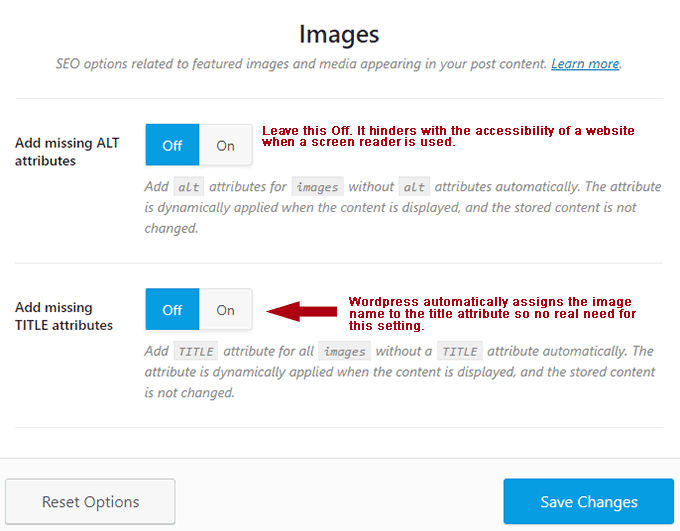 Images
SEO options related to featured images and media appearing in your post content. Learn more.
Add missing ALT
attributes
Off On
Leave this Off. It hinders with the accessibility of a website
when a screen reader is used.
Add alt attributes for images without alt attributes automatically. The attribute
is dynamically applied when the content is displayed, and the stored content is not
changed.
Add missing
TITLE attributes
Off On
Wordpress automatically assigns the image
name to the title attribute so no real need for
this setting.
Add TITLE attribute for all images without a TITLE attribute automatically. The
attribute is dynamically applied when the content is displayed, and the stored content
is not changed.
Reset Options
Save Changes